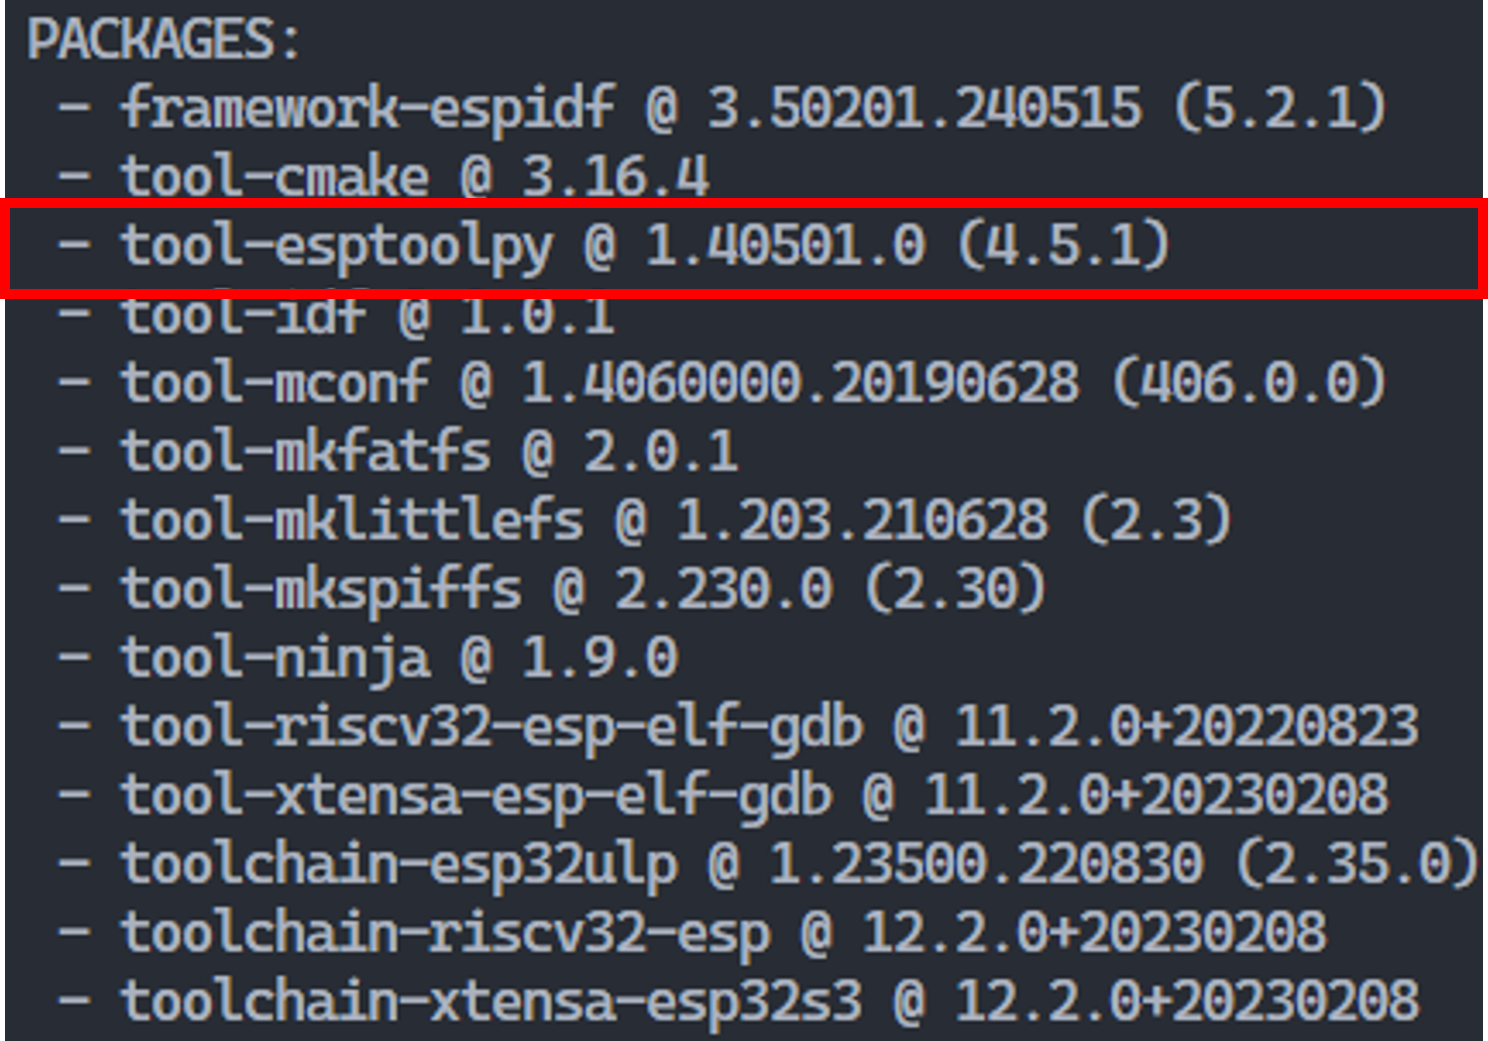 PACKAGES:
- framework-espidf @ 3.50201.240515 (5.2.1)
- tool-cmake @ 3.16.4
- tool-esptoolpy @ 1.40501.0 (4.5.1)
- tool-idf @ 1.0.1
- tool-mconf @ 1.4060000.20190628 (406.0.0)
- tool-mkfatfs @ 2.0.1
- tool-mklittlefs @ 1.203.210628 (2.3)
- tool-mkspiffs @ 2.230.0 (2.30)
- tool-ninja @ 1.9.0
- tool-riscv32-esp-elf-gdb @ 11.2.0+20220823
- tool-xtensa-esp-elf-gdb @ 11.2.0+20230208
- toolchain-esp32ulp @ 1.23500.220830 (2.35.0)
- toolchain-riscv32-esp @ 12.2.0+20230208
- toolchain-xtensa-esp32s3 @ 12.2.0+20230208